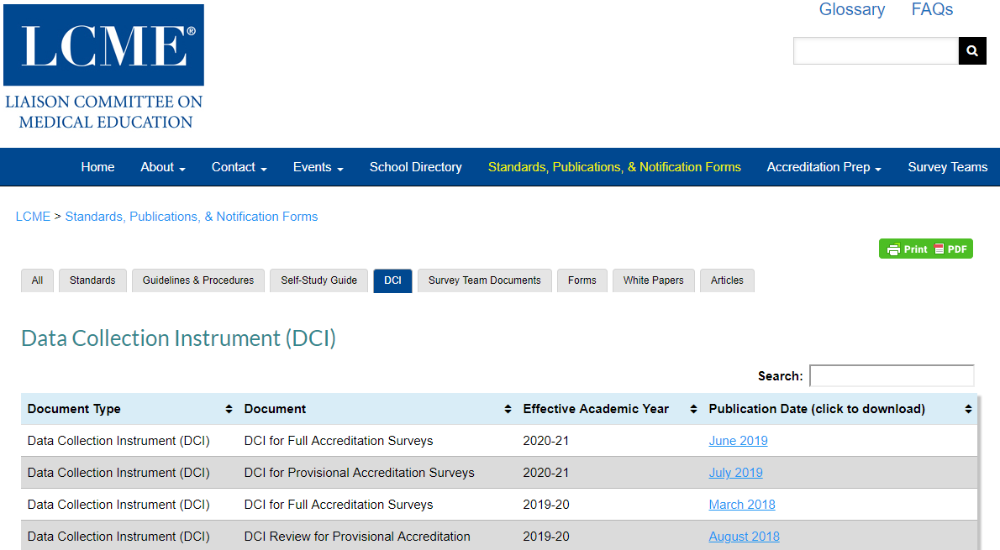 Glossary FAQs
LCME®
LIAISON COMMITTEE ON
MEDICAL EDUCATION
Home About Contact Events School Directory Standards, Publications, & Notification Forms Accreditation Prep Survey Teams
LCME > Standards, Publications, & Notification Forms
Print PDF
All Standards Guidelines & Procedures Self-Study Guide DCI Survey Team Documents Forms White Papers Articles
Data Collection Instrument (DCI)
Search:
Document Type Document Effective Academic Year Publication Date (click to download)
Data Collection Instrument (DCI) DCI for Full Accreditation Surveys 2020-21 June 2019
Data Collection Instrument (DCI) DCI for Provisional Accreditation Surveys 2020-21 July 2019
Data Collection Instrument (DCI) DCI for Full Accreditation Surveys 2019-20 March 2018
Data Collection Instrument (DCI) DCI Review for Provisional Accreditation 2019-20 August 2018